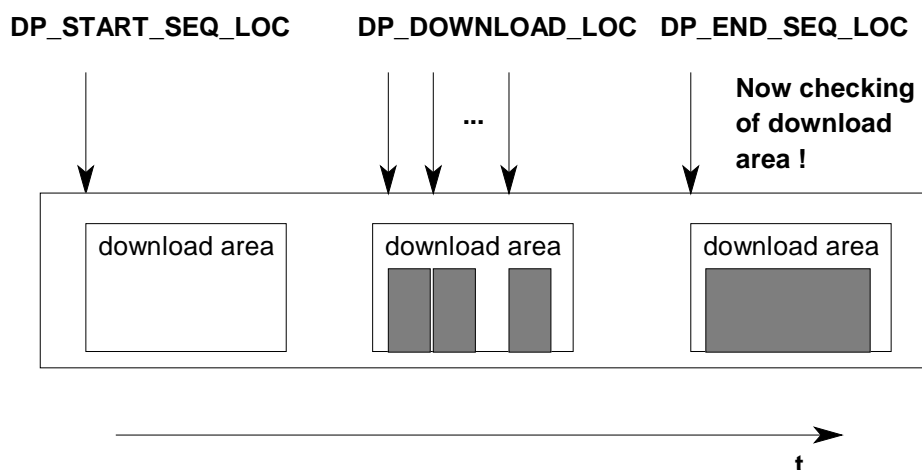 DP_START_SEQ_LOC
DP_DOWNLOAD_LOC
DP_END_SEQ_LOC
Now checking
of download
area !
...
download area
download area
download area
t